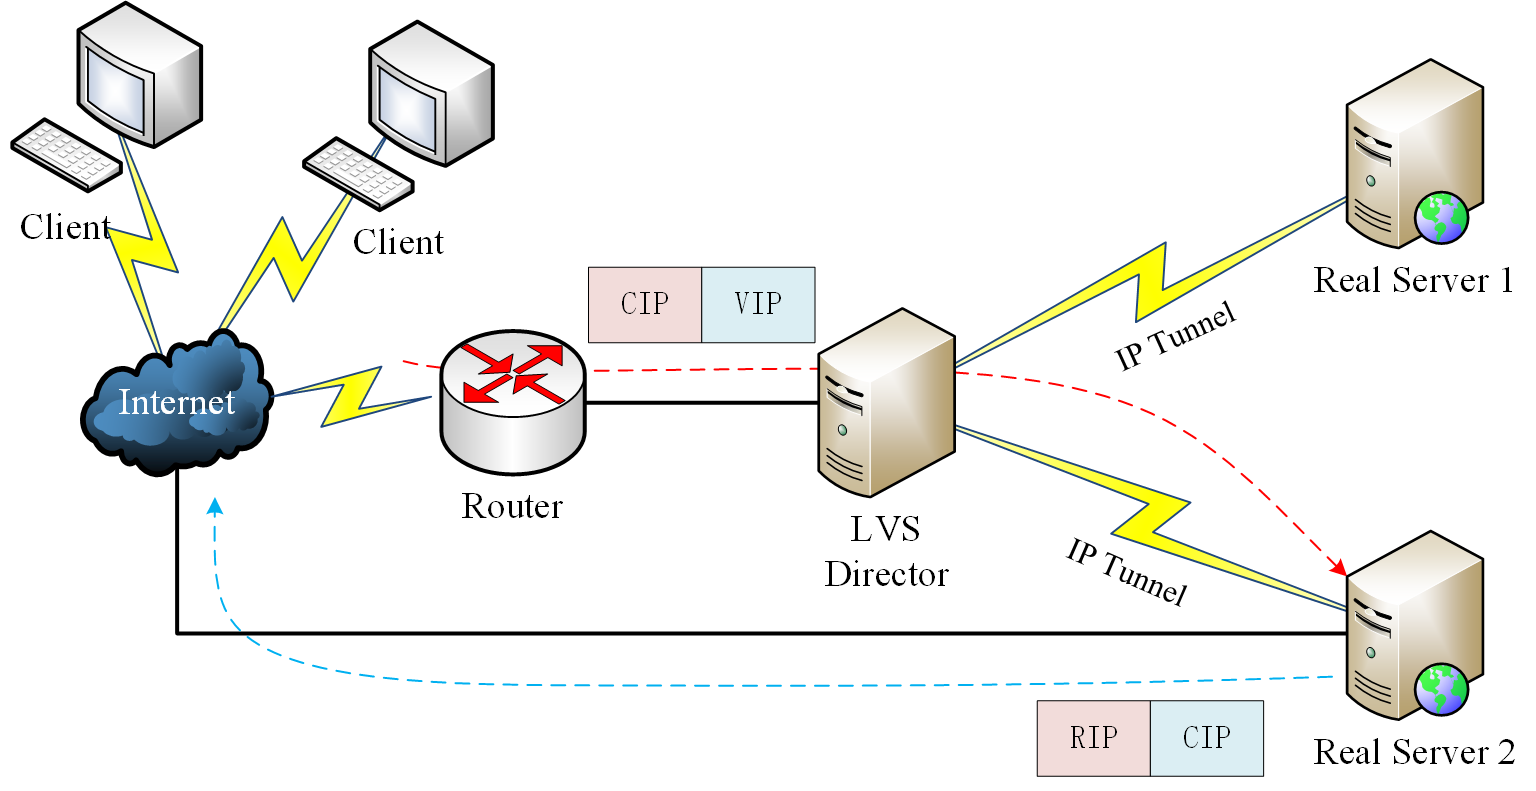 Client
Client
CIP VIP
Real Server 1
IP Tunnel
Internet
Router
LVS
Director
IP Tunnel
RIP CIP
Real Server 2